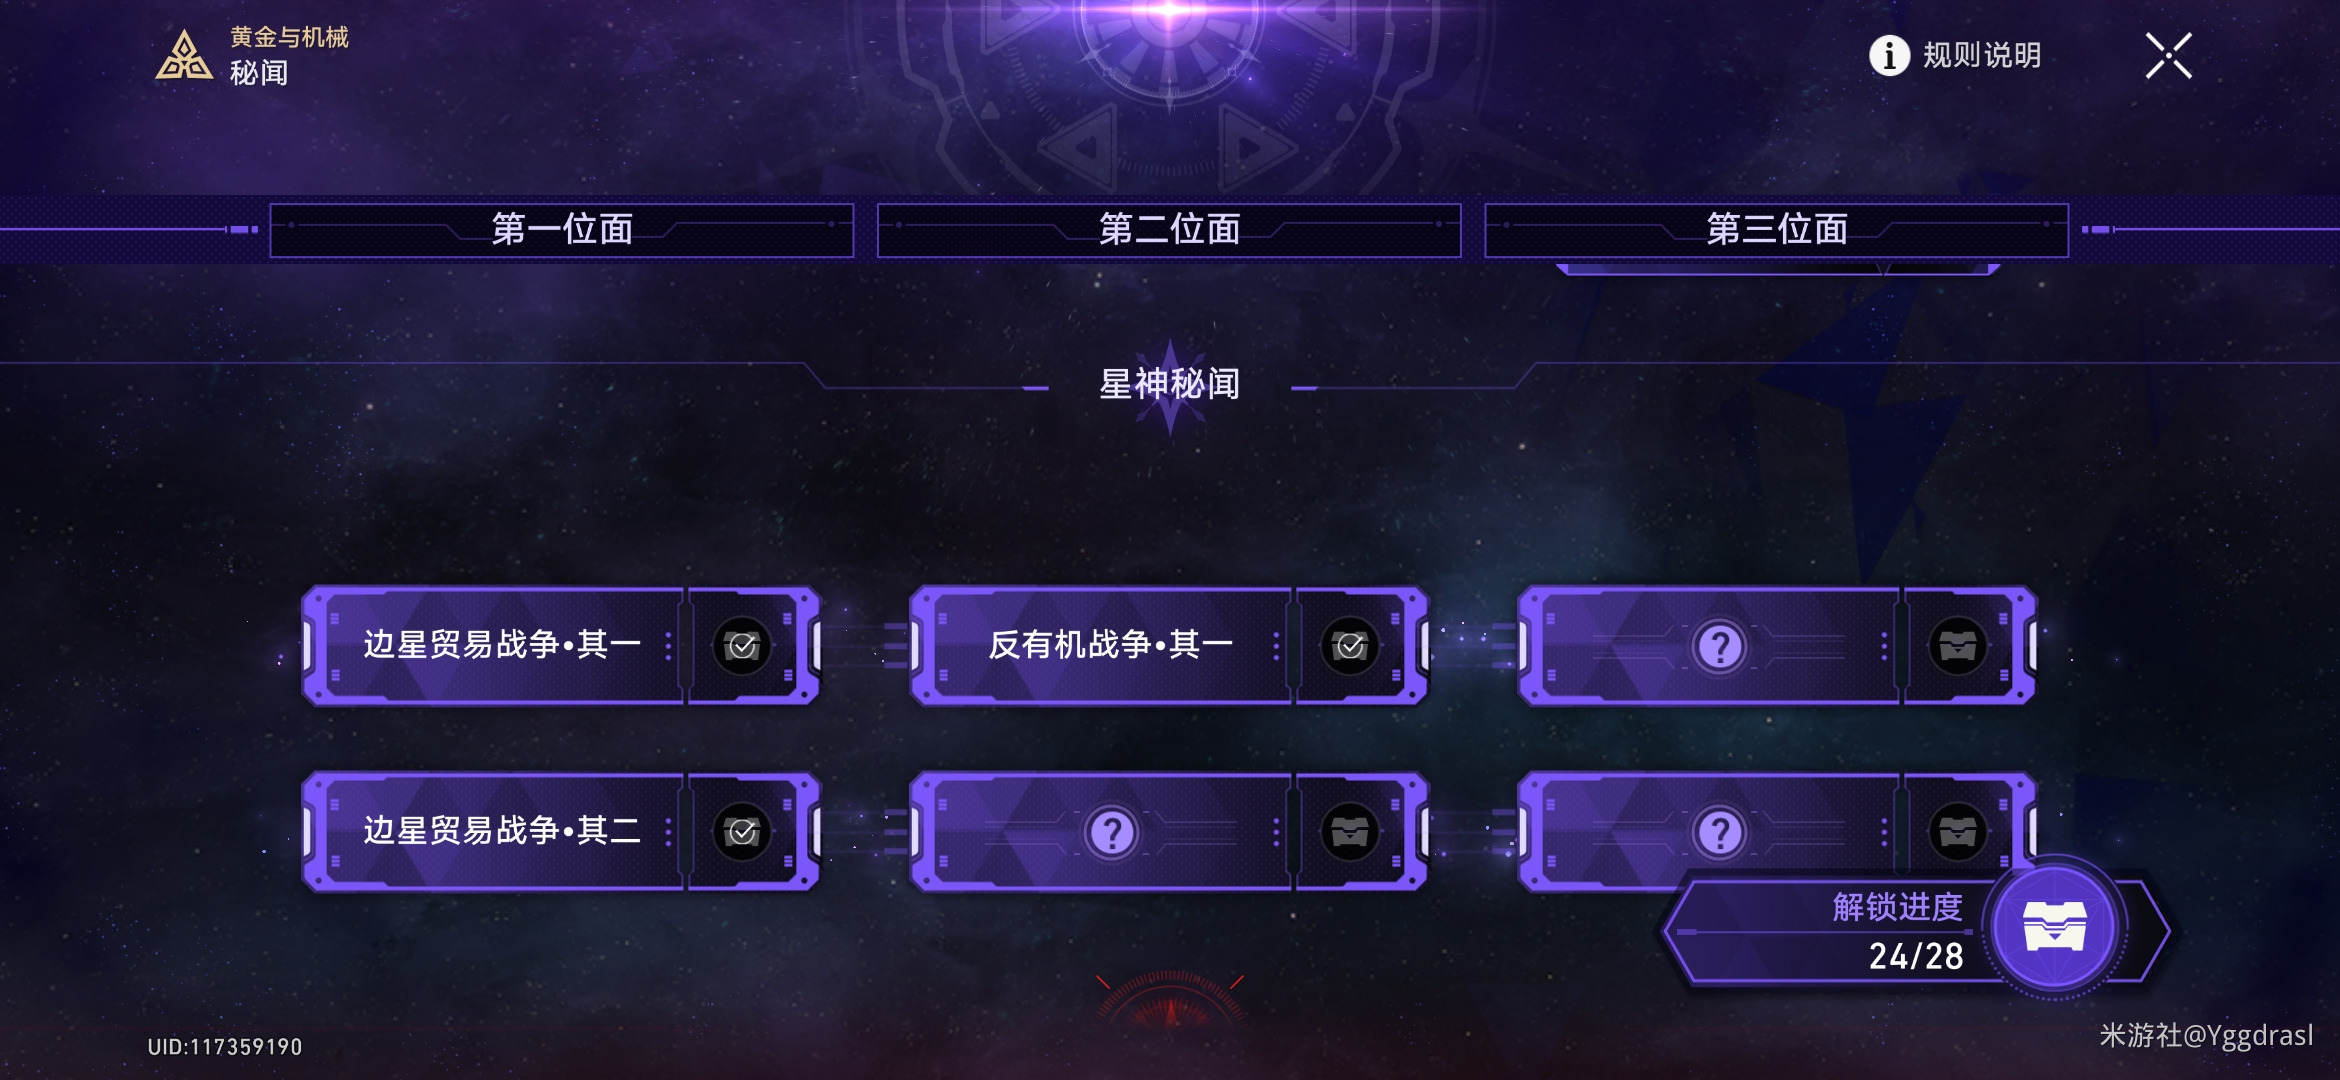 黄金与机械
秘闻
规则说明
第一位面
第二位面
第三位面
星神秘闻
边星贸易战争•其一
反有机战争•其一
?
边星贸易战争•其二
?
?
解锁进度
24/28
UID:117359190
米游社@Yggdrasl